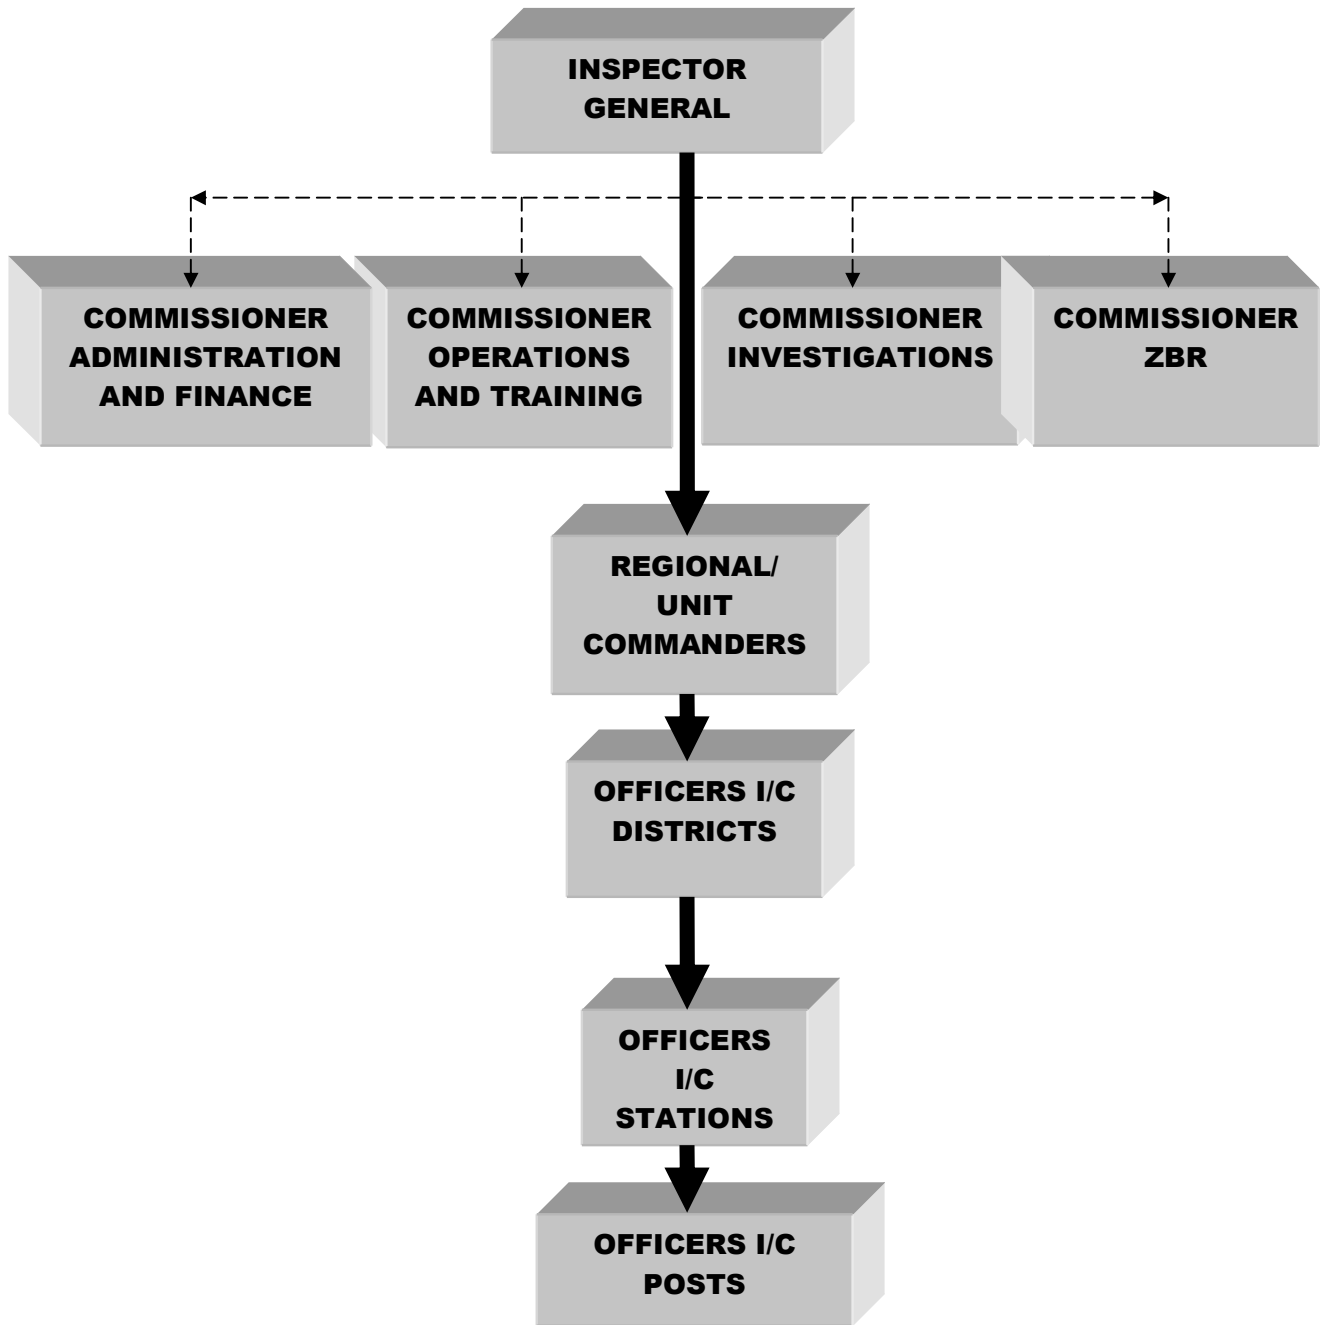 INSPECTOR
GENERAL
COMMISSIONER
ADMINISTRATION
AND FINANCE
COMMISSIONER
OPERATIONS
AND TRAINING
COMMISSIONER
INVESTIGATIONS
COMMISSIONER
ZBR
REGIONAL/
UNIT
COMMANDERS
OFFICERS I/C
DISTRICTS
OFFICERS
I/C
STATIONS
OFFICERS I/C
POSTS